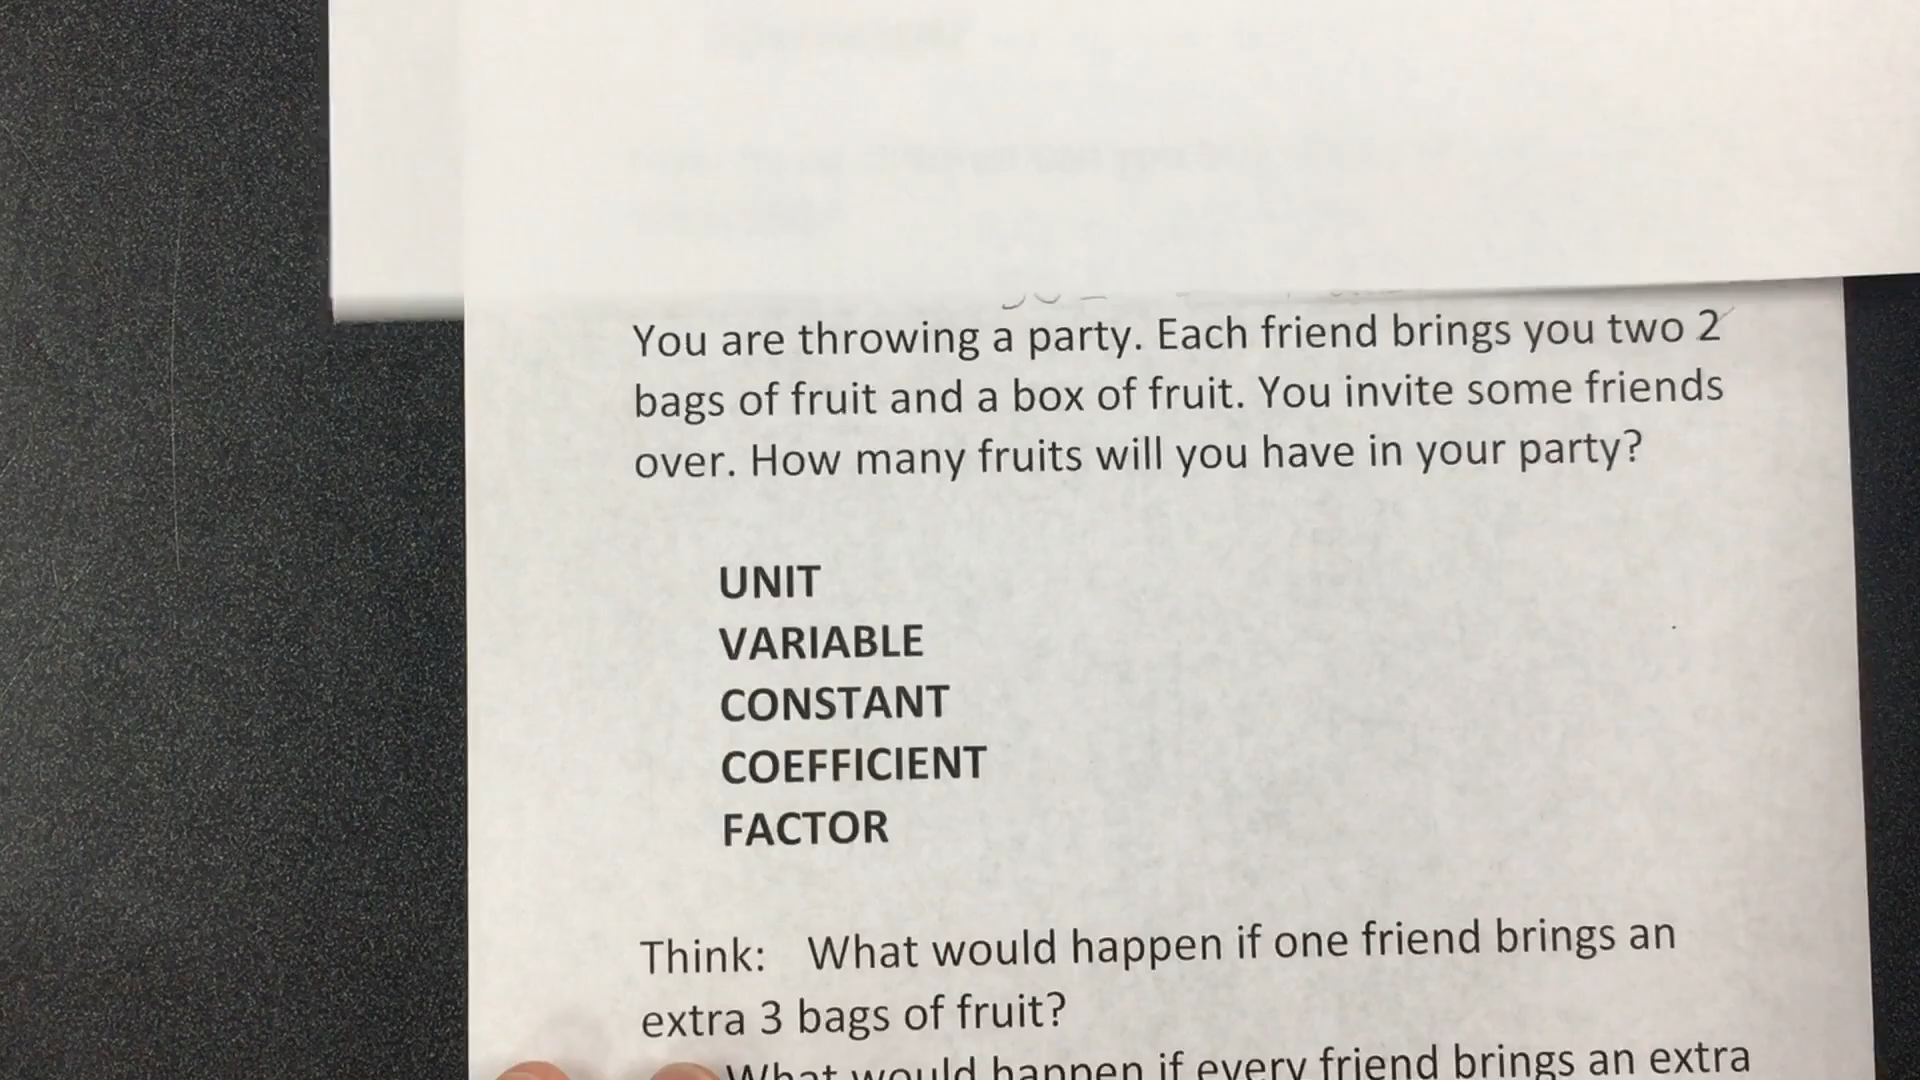 You are throwing a party. Each friend brings you two 2
bags of fruit and a box of fruit. You invite some friends
over. How many fruits will you have in your party?
UNIT
VARIABLE
CONSTANT
COEFFICIENT
FACTOR
Think: What would happen if one friend brings an
extra 3 bags of fruit?
What would happen if every friend brings an extra